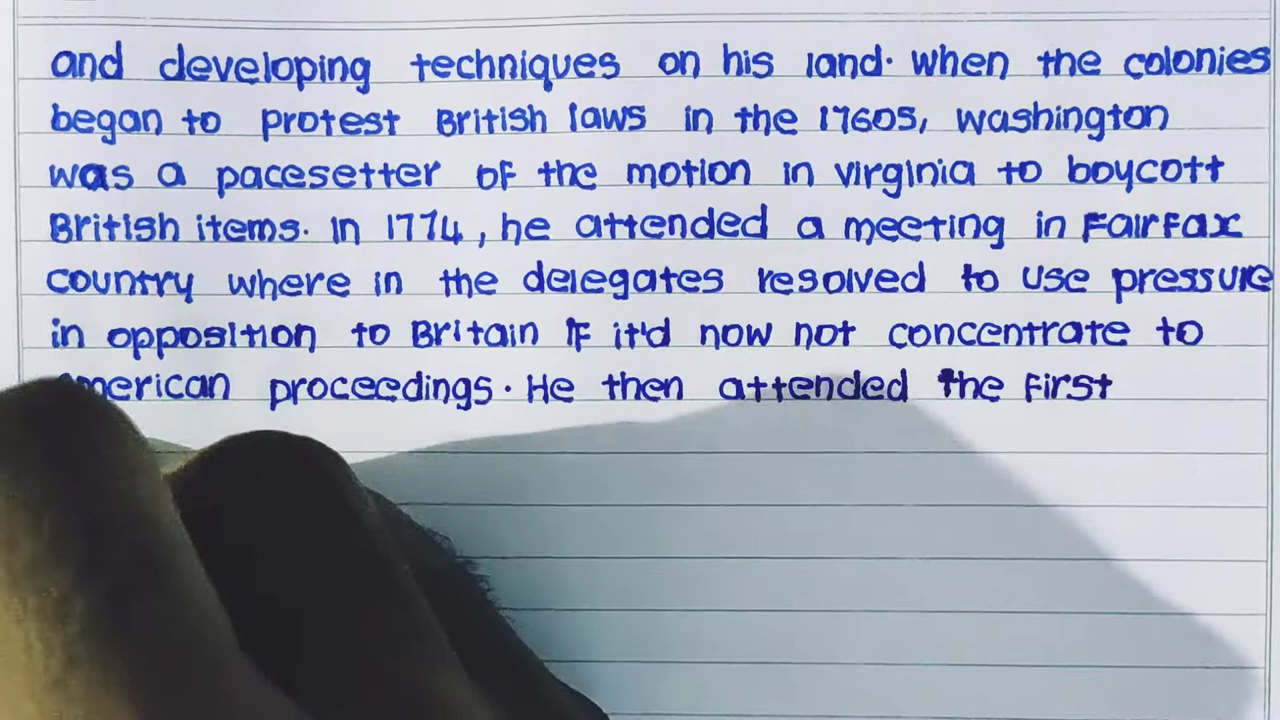 and developing techniques on his land. when the colonies
began to protest British laws in the 1760s, washington
was a pacesetter of the motion in virginia to boycott
British items. In 1774, he attended a meeting in Fairfax
country where in the delegates resolved to use pressure
in opposition to Britain if it'd now not concentrate to
American proceedings. He then attended the First